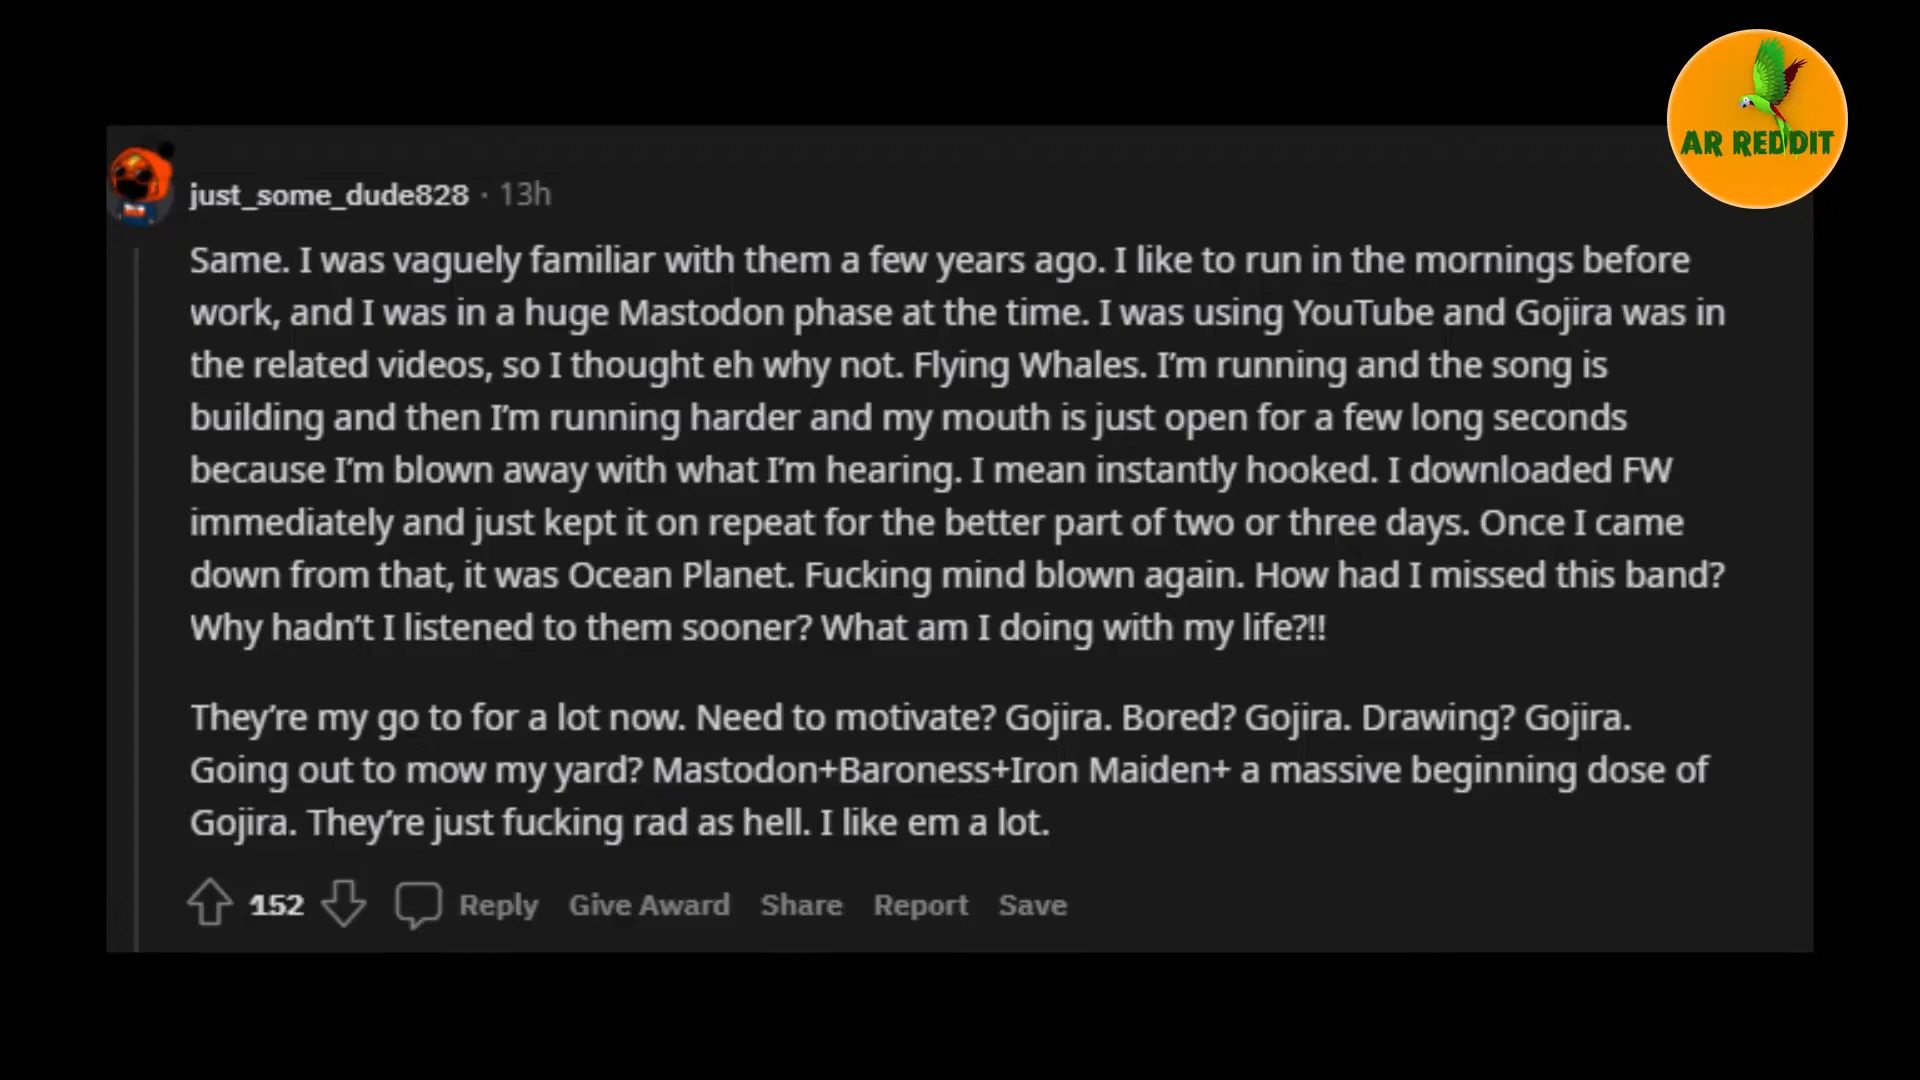 AR REDDIT
just_some_dude828 · 13h
Same. I was vaguely familiar with them a few years ago. I like to run in the mornings before
work, and I was in a huge Mastodon phase at the time. I was using YouTube and Gojira was in
the related videos, so I thought eh why not. Flying Whales. I’m running and the song is
building and then I’m running harder and my mouth is just open for a few long seconds
because I’m blown away with what I’m hearing. I mean instantly hooked. I downloaded FW
immediately and just kept it on repeat for the better part of two or three days. Once I came
down from that, it was Ocean Planet. Fucking mind blown again. How had I missed this band?
Why hadn’t I listened to them sooner? What am I doing with my life?!!
They’re my go to for a lot now. Need to motivate? Gojira. Bored? Gojira. Drawing? Gojira.
Going out to mow my yard? Mastodon+Baroness+Iron Maiden+ a massive beginning dose of
Gojira. They’re just fucking rad as hell. I like em a lot.
152 Reply Give Award Share Report Save